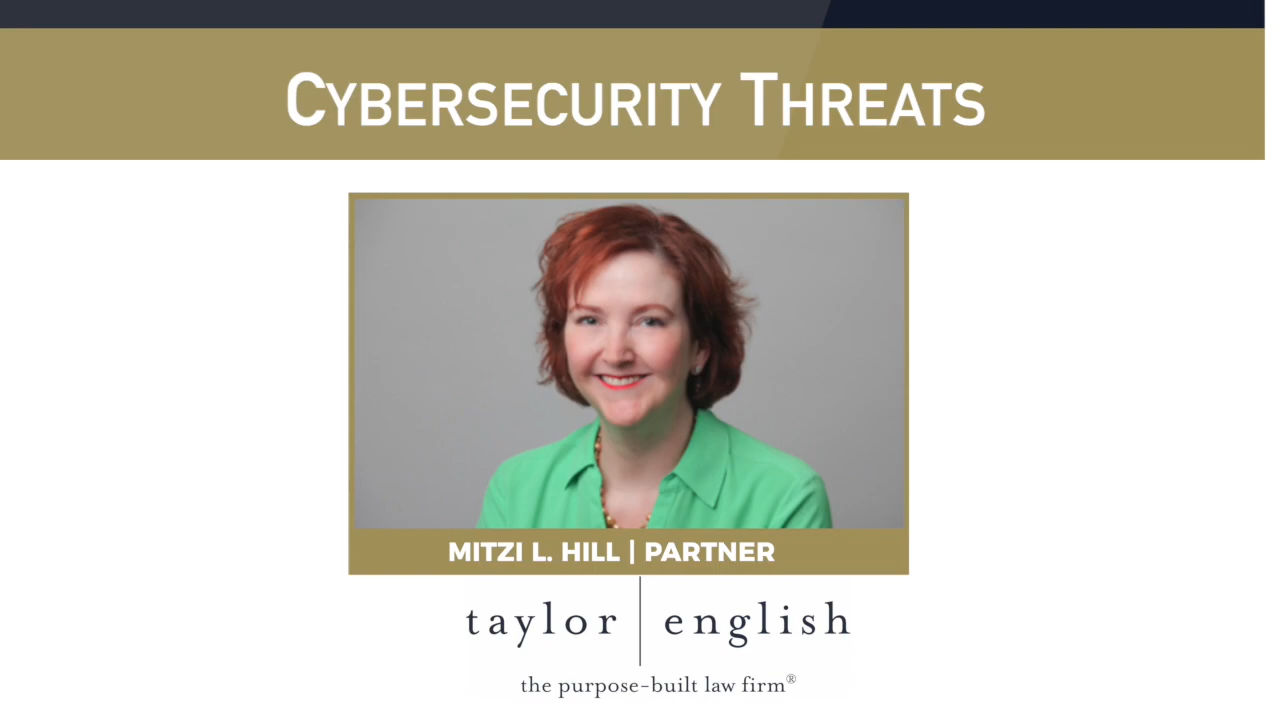 CYBERSECURITY THREATS
MITZI L. HILL | PARTNER
taylor | english
the purpose-built law firm®